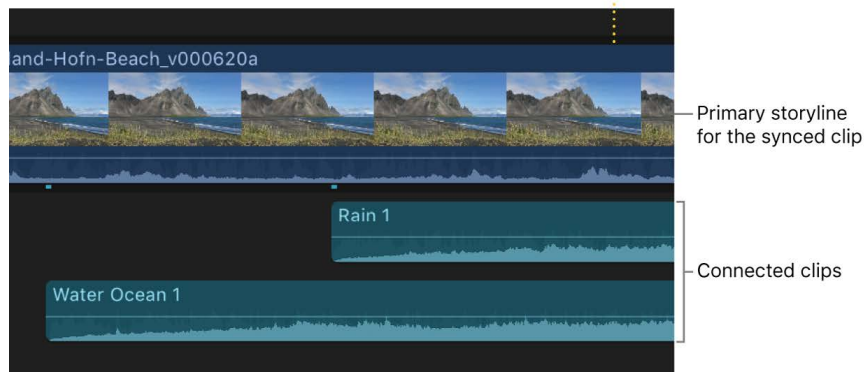 land-Hofn-Beach_v000620a
Primary storyline
for the synced clip
Rain 1
Connected clips
Water Ocean 1